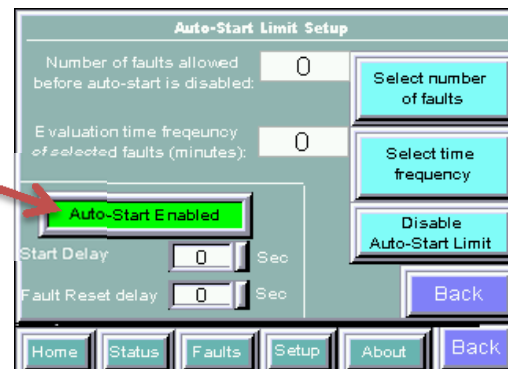 Auto-Start Limit Setup
Number of faults allowed
before auto-start is disabled:
0
Select number
of faults
Evaluation time freqeuncy
of selected faults (minutes):
0
Select time
frequency
Auto-Start Enabled
Disable
Auto-Start Limit
Start Delay 0 Sec
Fault Reset delay 0 Sec
Back
Home Status Faults Setup About Back